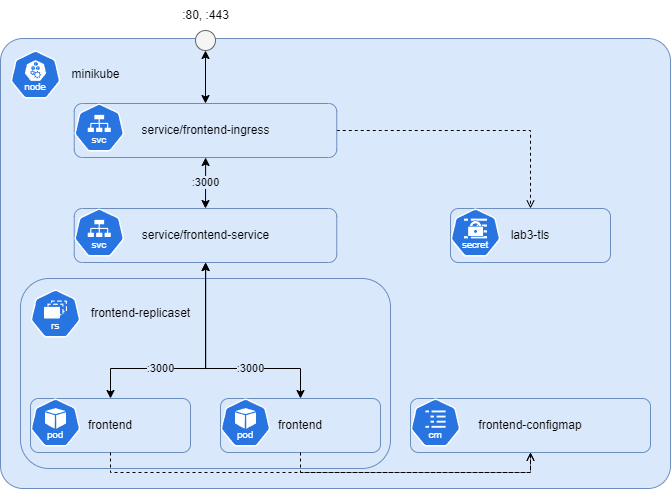 :80, :443
minikube
node
service/frontend-ingress
svc
:3000
service/frontend-service
svc
lab3-tls
secret
frontend-replicaset
rs
:3000
:3000
frontend
pod
frontend
pod
frontend-configmap
cm